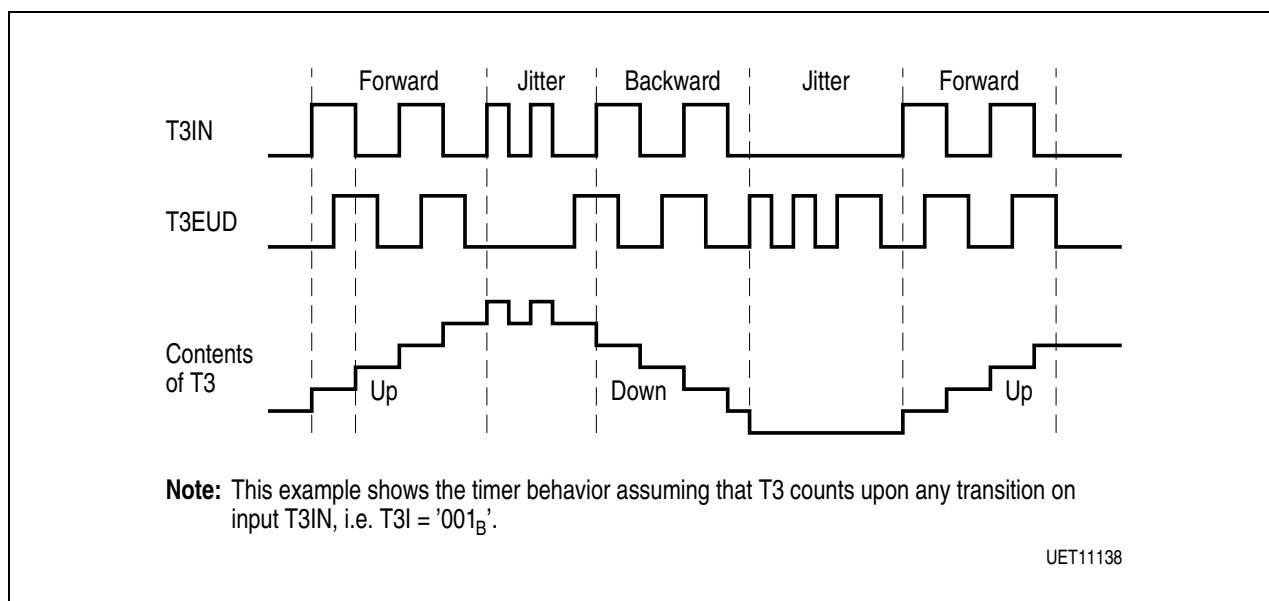 Forward Jitter Backward Jitter Forward
T3IN
T3EUD
Contents
of T3
Up Down Up
Note: This example shows the timer behavior assuming that T3 counts upon any transition on
input T3IN, i.e. T3I = '001B'.
UET11138